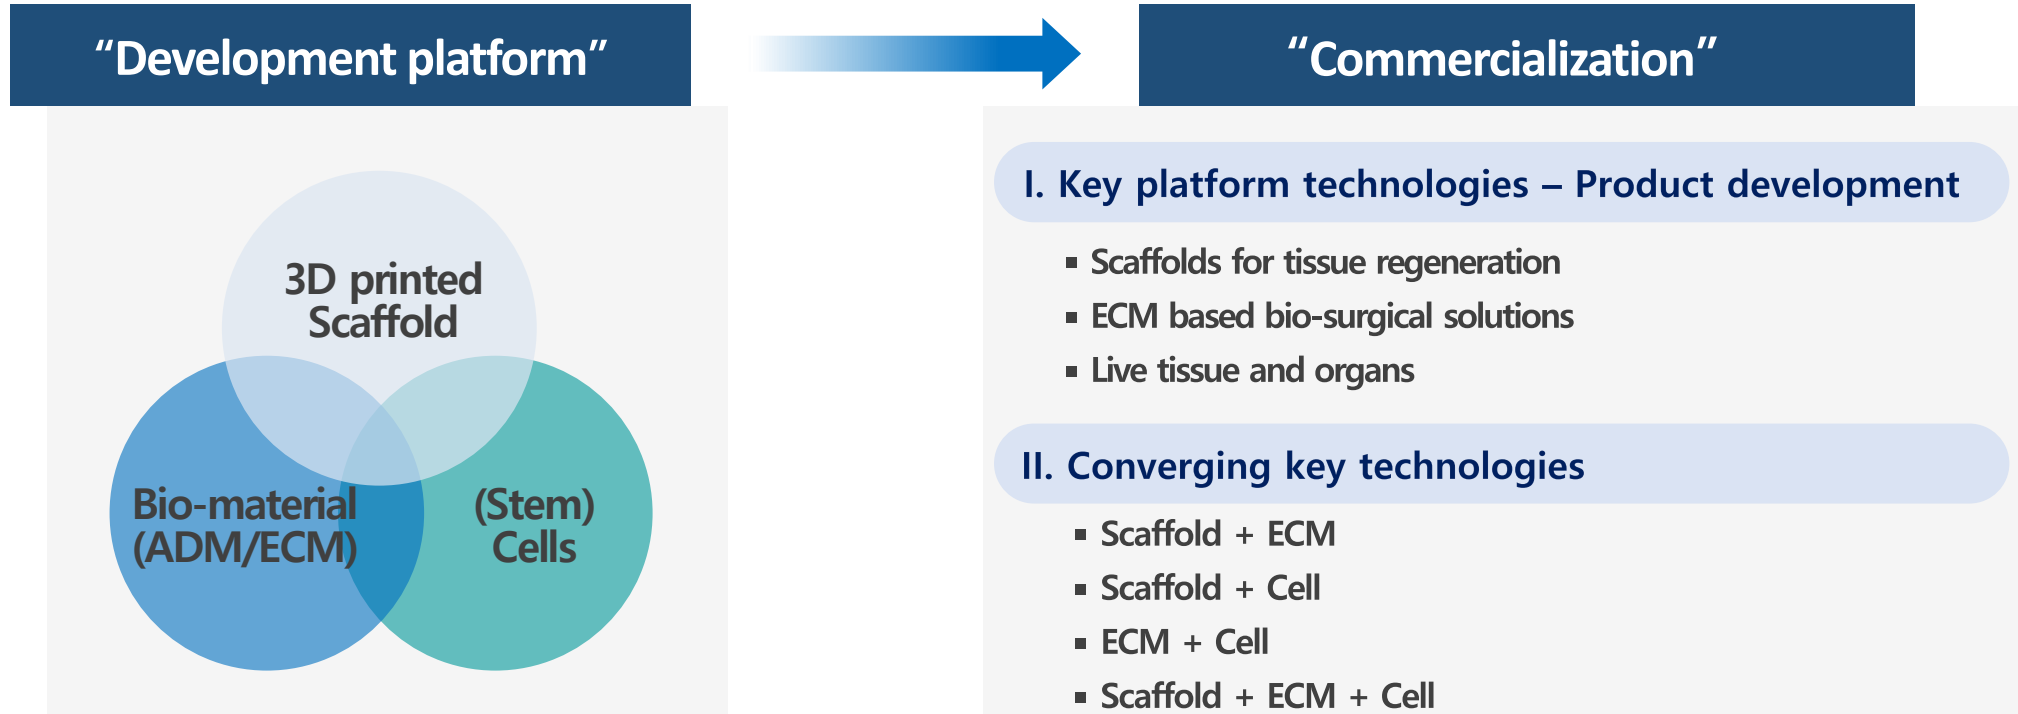 “Development platform”
3D printed
Scaffold
Bio-material
(ADM/ECM)
(Stem)
Cells
“Commercialization”
I. Key platform technologies – Product development
▪ Scaffolds for tissue regeneration
▪ ECM based bio-surgical solutions
▪ Live tissue and organs
II. Converging key technologies
▪ Scaffold + ECM
▪ Scaffold + Cell
▪ ECM + Cell
▪ Scaffold + ECM + Cell